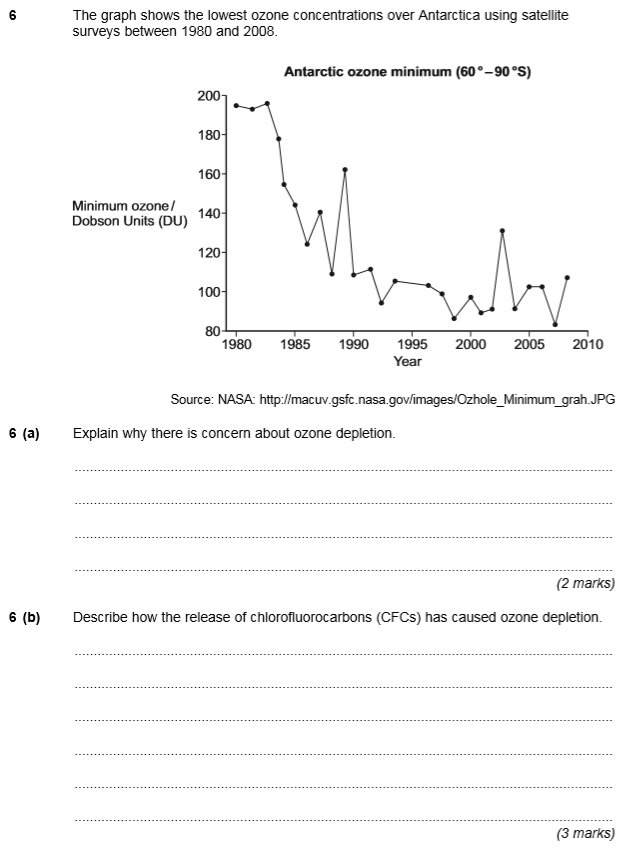 6 The graph shows the lowest ozone concentrations over Antarctica using satellite
surveys between 1980 and 2008.
Antarctic ozone minimum (60°–90°S)
200
180
160
Minimum ozone /
Dobson Units (DU)
140
120
100
80
1980 1985 1990 1995 2000 2005 2010
Year
Source: NASA: http://macuv.gsfc.nasa.gov/images/Ozhole_Minimum_grah.JPG
6 (a) Explain why there is concern about ozone depletion.
(2 marks)
6 (b) Describe how the release of chlorofluorocarbons (CFCs) has caused ozone depletion.
(3 marks)